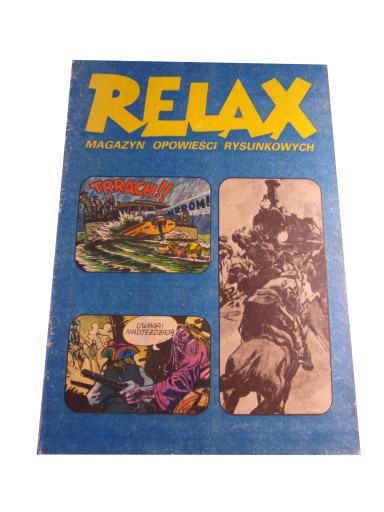 RELAX
MAGAZYN OPOWIEŚCI RYSUNKOWYCH
TRRACH!!
UWAGA!
NADJEŻDŻAJĄ